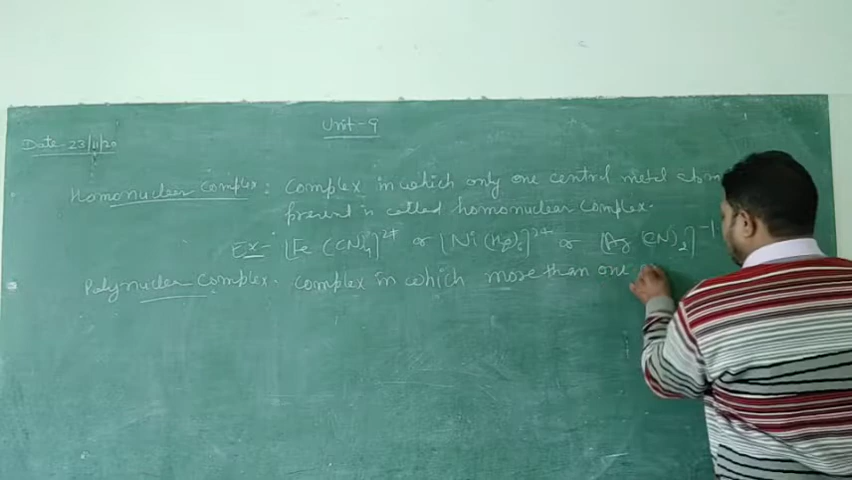 Unit-9
Date-23/11/20
Homonuclear Complex: Complex in which only one central metal atom
present is called homonuclear Complex.
Ex- [Fe(CN)4]2+ or [Ni(H2O)6]2+ or [Ag(CN)2]-1
Polynuclear Complex. Complex in which more than one